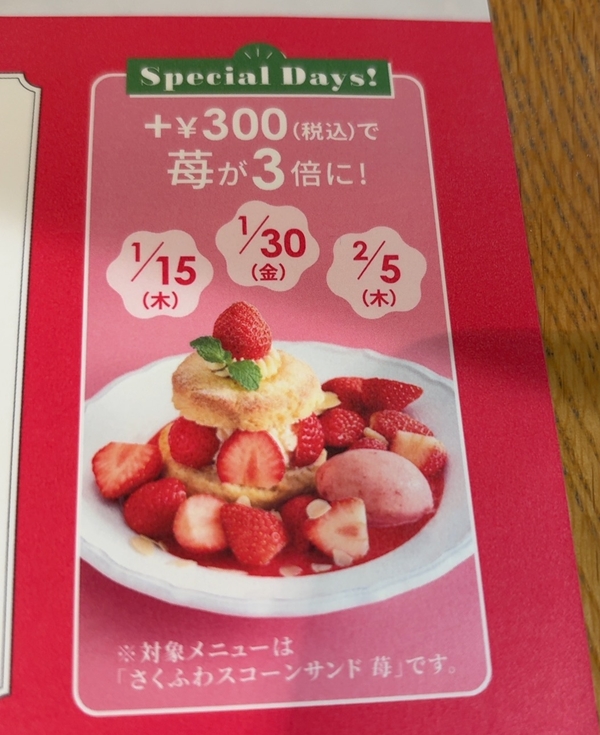 Special Days!
+¥300(税込)で
苺が3倍に!
1/15
(木)
1/30
(金)
2/5
(木)
※対象メニューは
「さくふわスコーンサンド 苺」です。